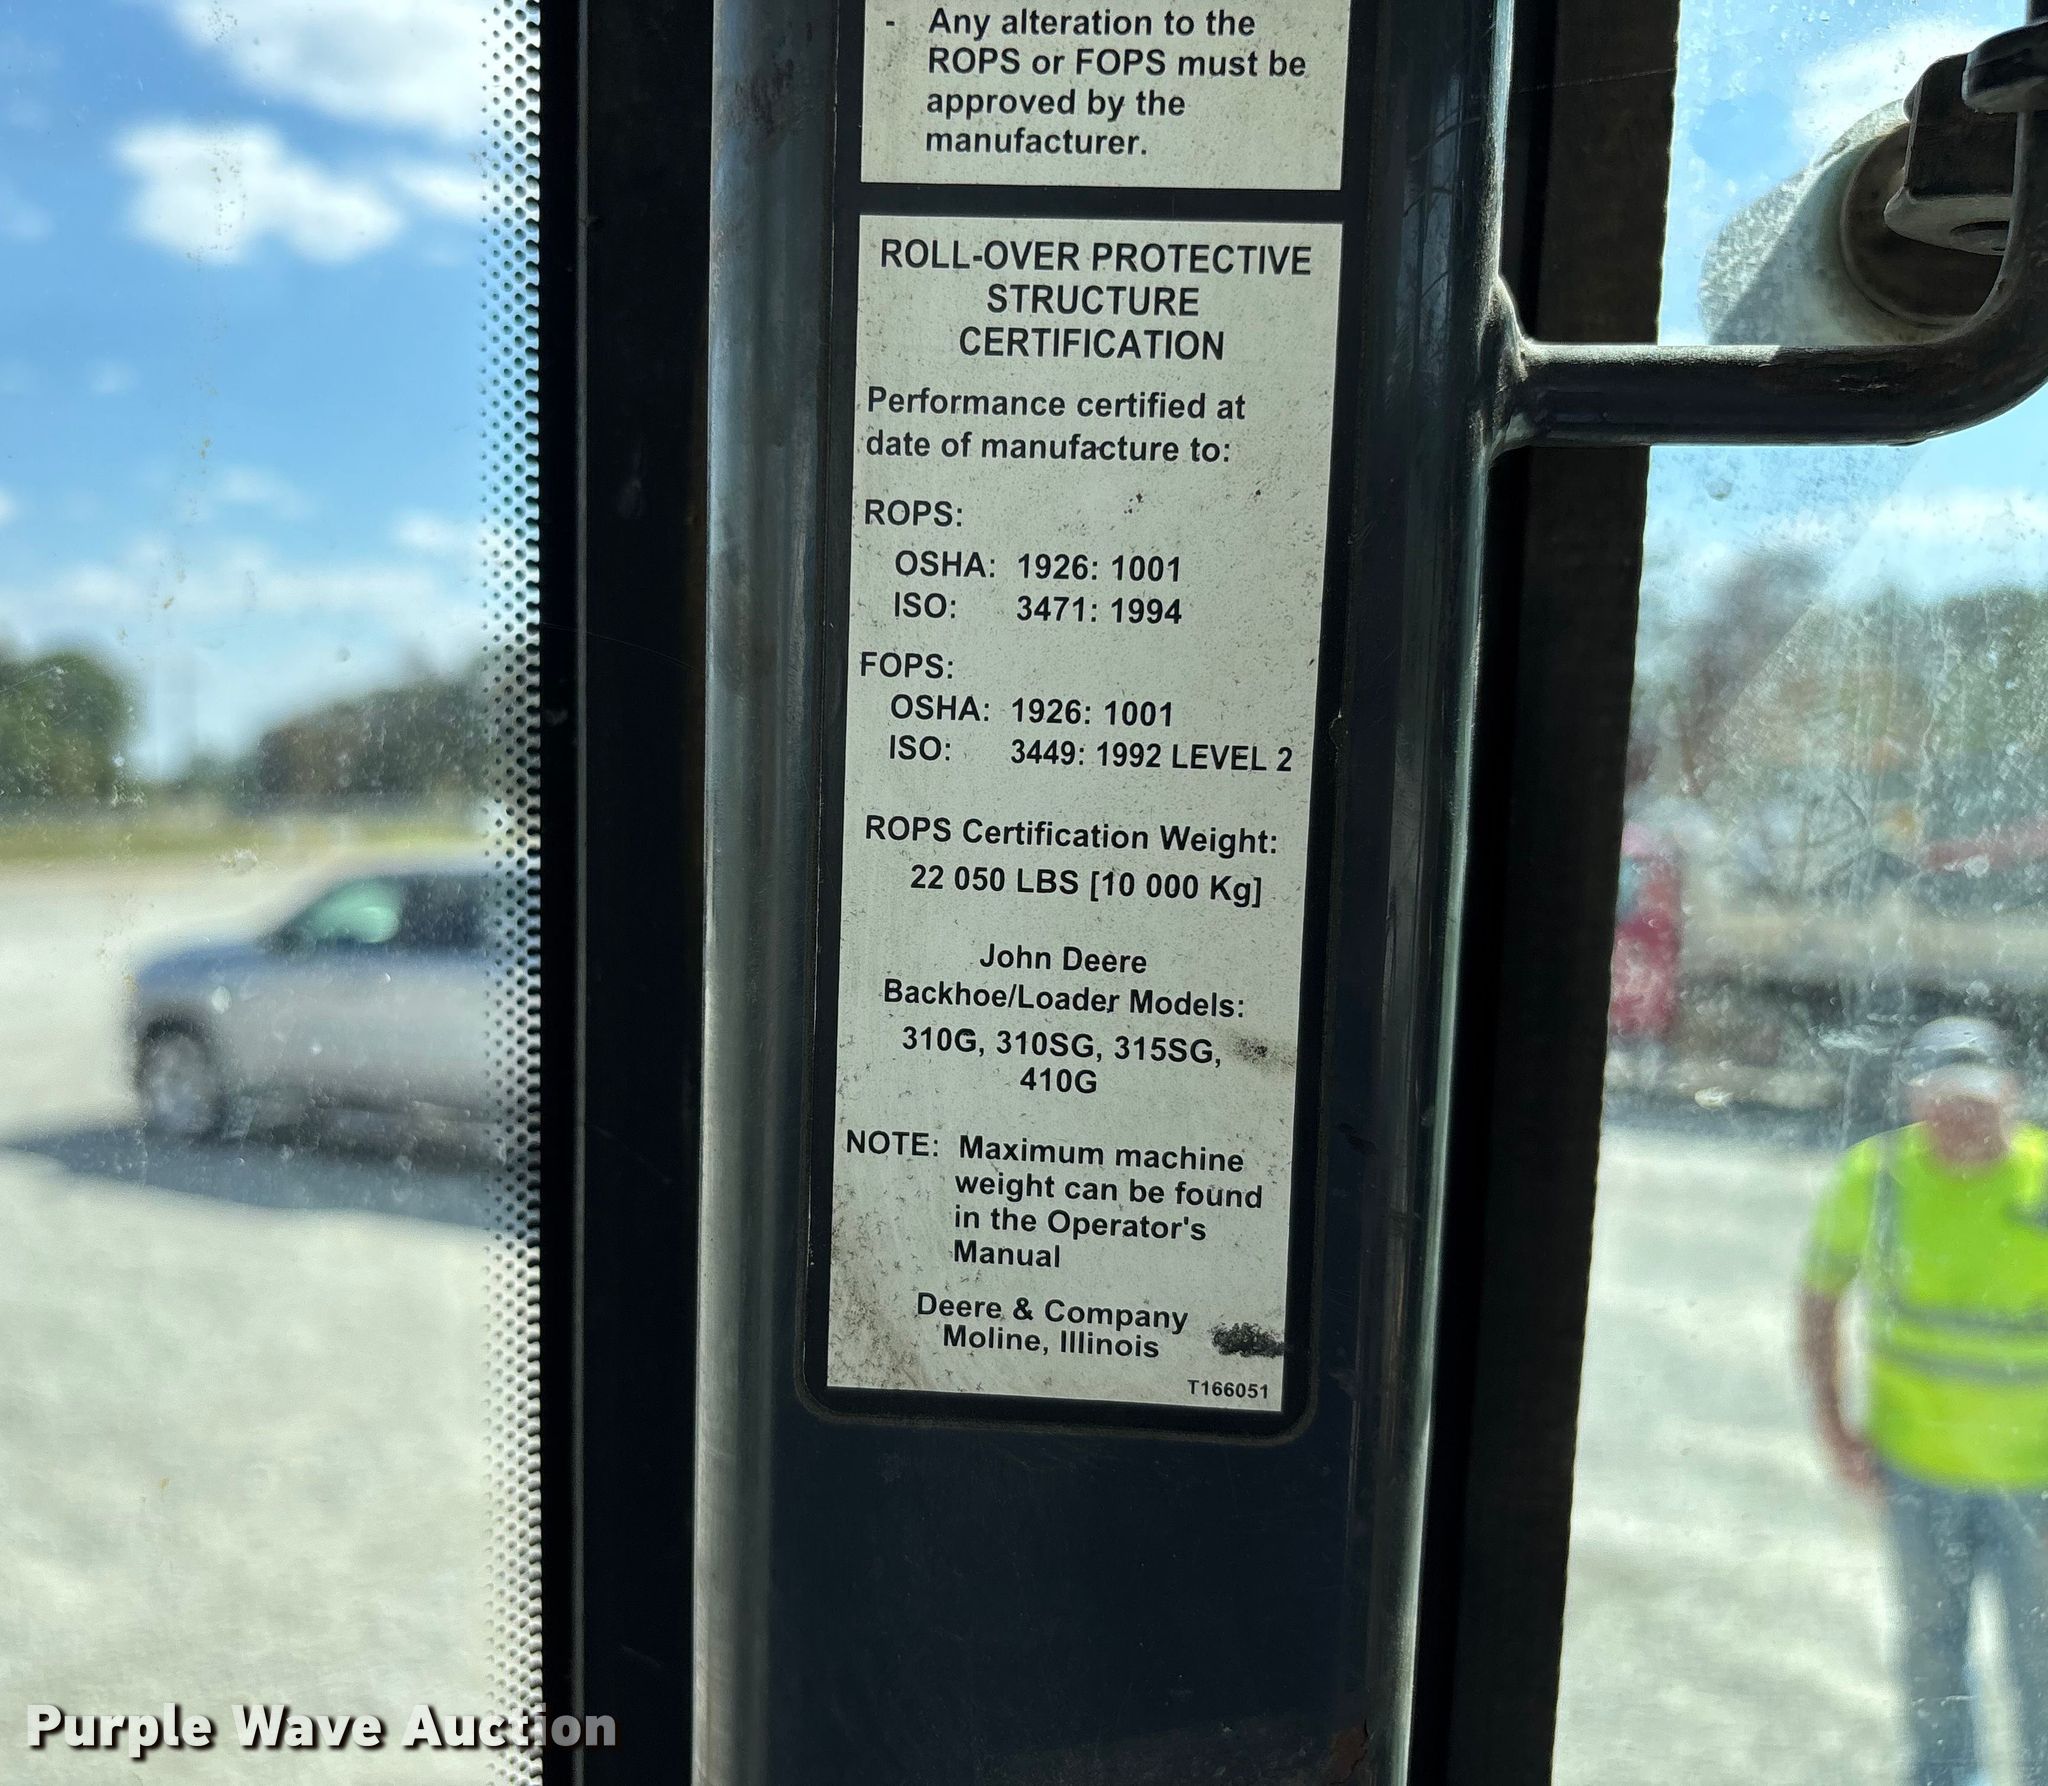 - Any alteration to the
ROPS or FOPS must be
approved by the
manufacturer.
ROLL-OVER PROTECTIVE
STRUCTURE
CERTIFICATION
Performance certified at
date of manufacture to:
ROPS:
OSHA: 1926: 1001
ISO: 3471: 1994
FOPS:
OSHA: 1926: 1001
ISO: 3449: 1992 LEVEL 2
ROPS Certification Weight:
22 050 LBS [10 000 Kg]
John Deere
Backhoe/Loader Models:
310G, 310SG, 315SG,
410G
NOTE: Maximum machine
weight can be found
in the Operator's
Manual
Deere & Company
Moline, Illinois
T166051
Purple Wave Auction